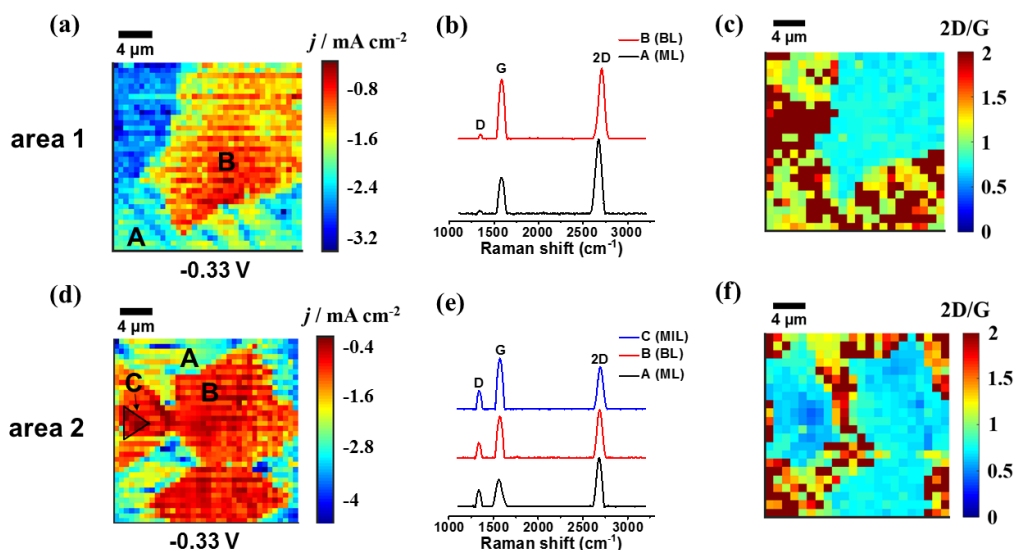 (a)
4 μm
j / mA cm-2
-0.8
-1.6
-2.4
-3.2
B
A
-0.33 V
area 1
(b)
B (BL)
A (ML)
G
2D
D
1000 1500 2000 2500 3000
Raman shift (cm-1)
(c)
4 μm
2D/G
2
1.5
1
0.5
0
(d)
4 μm
j / mA cm-2
-0.4
-1.6
-2.8
-4
A
B
C
-0.33 V
area 2
(e)
C (MIL)
B (BL)
A (ML)
G
2D
D
1000 1500 2000 2500 3000
Raman shift (cm-1)
(f)
4 μm
2D/G
2
1.5
1
0.5
0